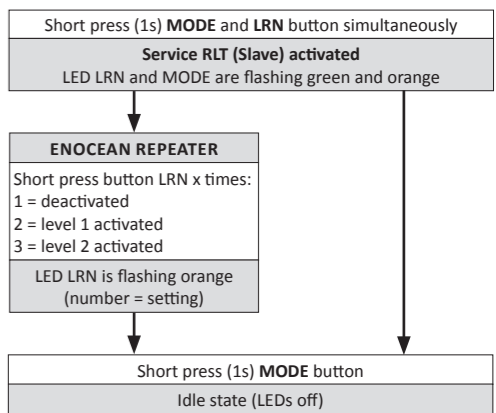 Short press (1s) MODE and LRN button simultaneously
Service RLT (Slave) activated
LED LRN and MODE are flashing green and orange
ENOCEAN REPEATER
Short press button LRN x times:
1 = deactivated
2 = level 1 activated
3 = level 2 activated
LED LRN is flashing orange
(number = setting)
Short press (1s) MODE button
Idle state (LEDs off)